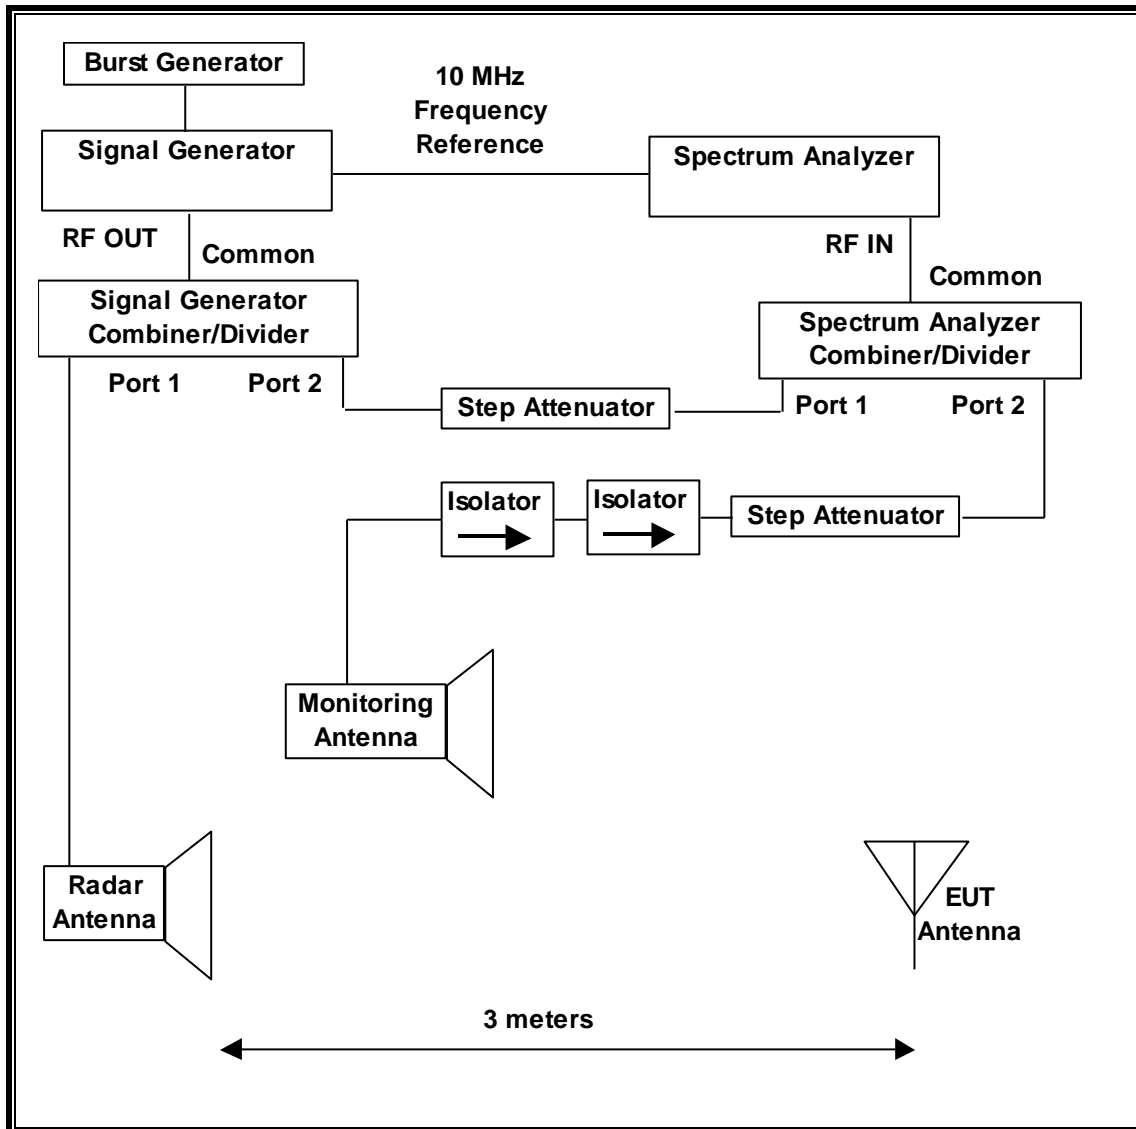 Burst Generator
10 MHz
Frequency
Reference
Signal Generator
Spectrum Analyzer
RF OUT
Common
RF IN
Common
Signal Generator
Combiner/Divider
Spectrum Analyzer
Combiner/Divider
Port 1
Port 2
Step Attenuator
Port 1
Port 2
Isolator
Isolator
Step Attenuator
Monitoring
Antenna
Radar
Antenna
EUT
Antenna
3 meters